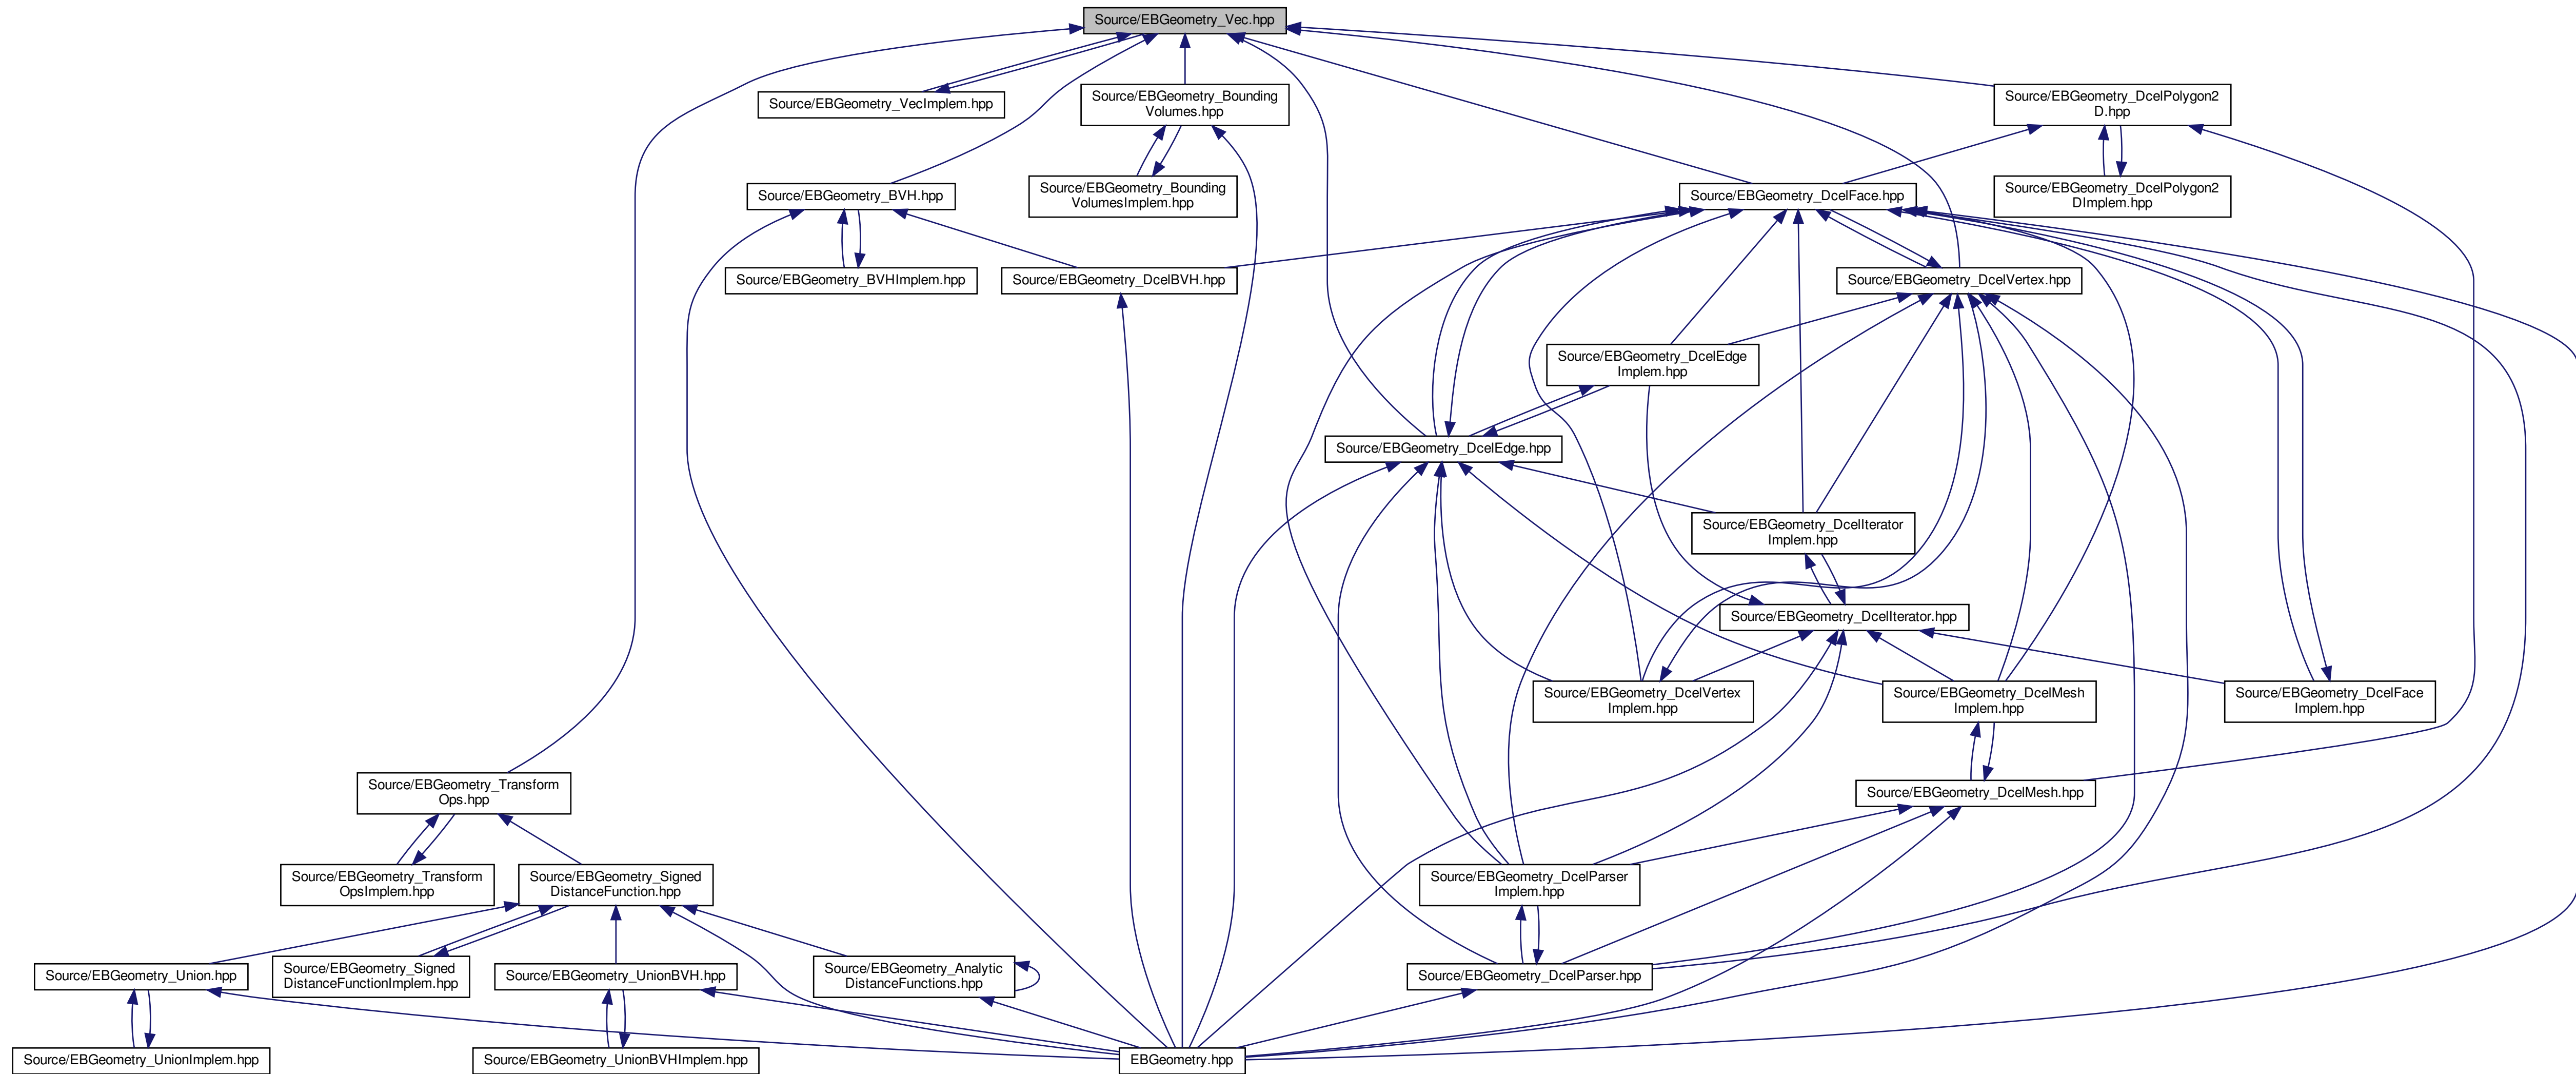 Source/EBGeometry_Vec.hpp
Source/EBGeometry_VecImplem.hpp
Source/EBGeometry_Bounding
Volumes.hpp
Source/EBGeometry_DcelPolygon2
D.hpp
Source/EBGeometry_BVH.hpp
Source/EBGeometry_Bounding
VolumesImplem.hpp
Source/EBGeometry_DcelFace.hpp
Source/EBGeometry_DcelPolygon2
DImplem.hpp
Source/EBGeometry_BVHImplem.hpp
Source/EBGeometry_DcelBVH.hpp
Source/EBGeometry_DcelVertex.hpp
Source/EBGeometry_DcelEdge
Implem.hpp
Source/EBGeometry_DcelEdge.hpp
Source/EBGeometry_DcelIterator
Implem.hpp
Source/EBGeometry_DcelIterator.hpp
Source/EBGeometry_DcelVertex
Implem.hpp
Source/EBGeometry_DcelMesh
Implem.hpp
Source/EBGeometry_DcelFace
Implem.hpp
Source/EBGeometry_Transform
Ops.hpp
Source/EBGeometry_DcelMesh.hpp
Source/EBGeometry_Transform
OpsImplem.hpp
Source/EBGeometry_Signed
DistanceFunction.hpp
Source/EBGeometry_DcelParser
Implem.hpp
Source/EBGeometry_Union.hpp
Source/EBGeometry_Signed
DistanceFunctionImplem.hpp
Source/EBGeometry_UnionBVH.hpp
Source/EBGeometry_Analytic
DistanceFunctions.hpp
Source/EBGeometry_DcelParser.hpp
Source/EBGeometry_UnionImplem.hpp
Source/EBGeometry_UnionBVHImplem.hpp
EBGeometry.hpp